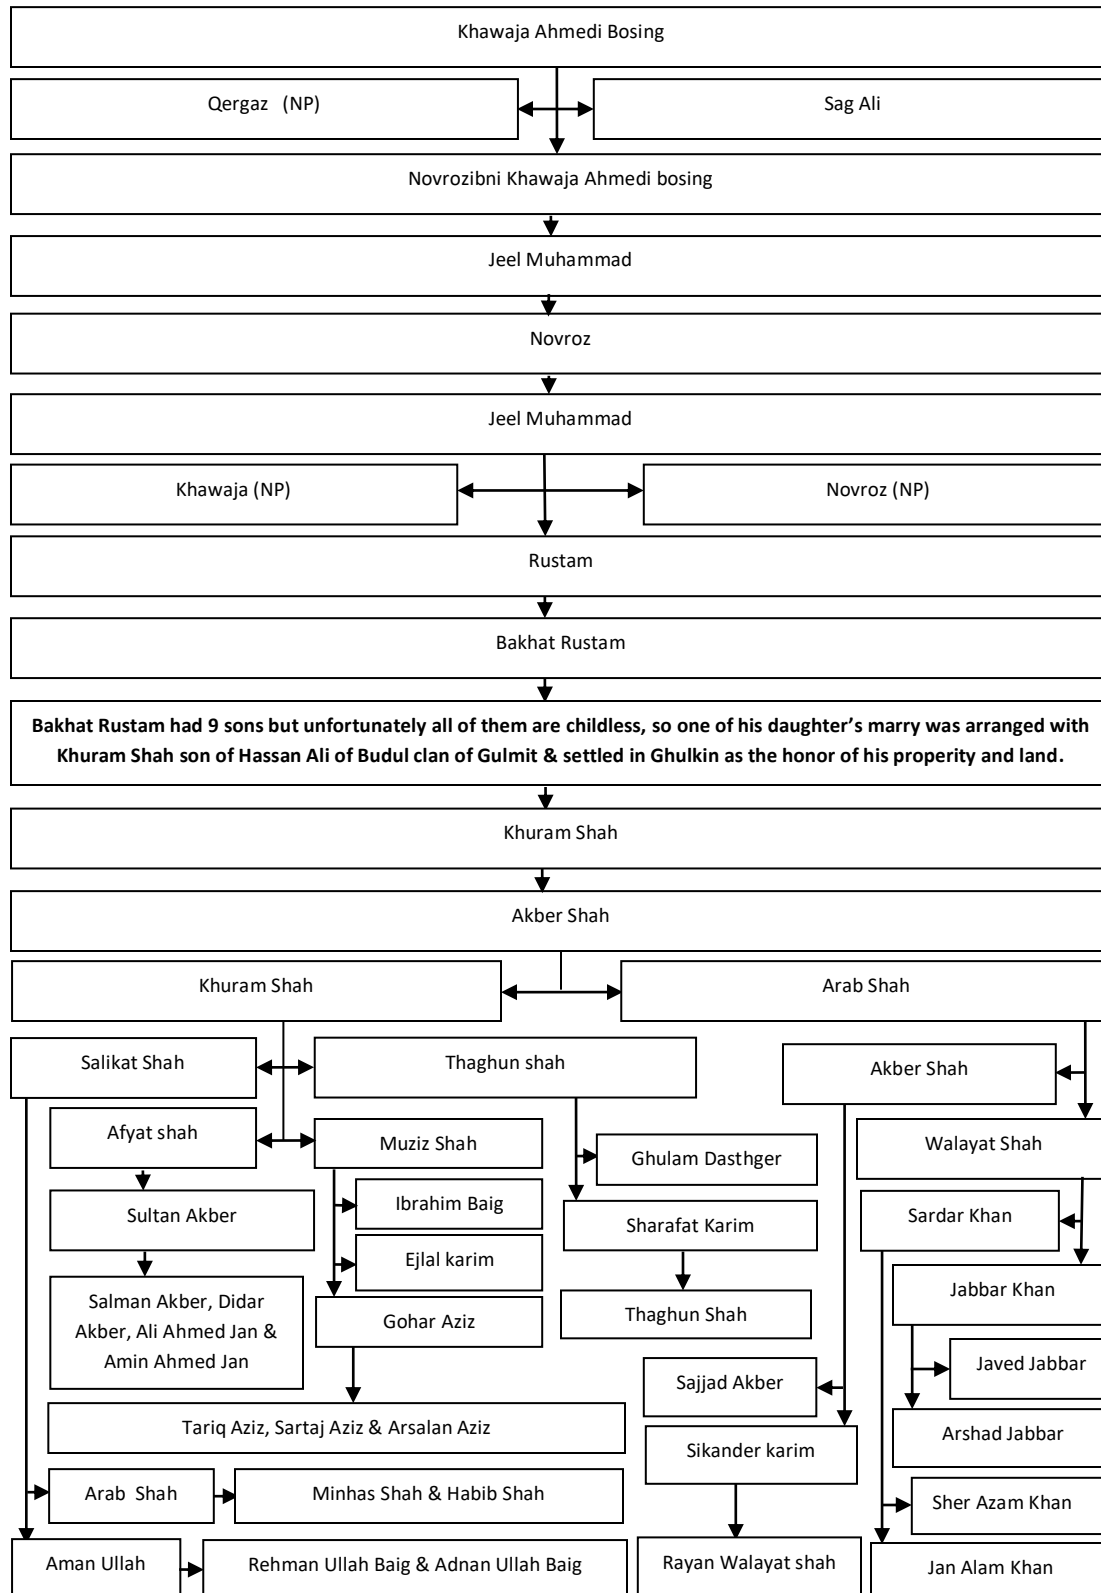 Khawaja Ahmedi Bosing
Qergaz (NP)
Sag Ali
Novrozibni Khawaja Ahmedi bosing
Jeel Muhammad
Novroz
Jeel Muhammad
Khawaja (NP)
Novroz (NP)
Rustam
Bakhat Rustam
Bakhat Rustam had 9 sons but unfortunately all of them are childless, so one of his daughter’s marry was arranged with
Khuram Shah son of Hassan Ali of Budul clan of Gulmit & settled in Ghulkin as the honor of his properity and land.
Khuram Shah
Akber Shah
Khuram Shah
Arab Shah
Salikat Shah
Thaghun shah
Akber Shah
Afyat shah
Muziz Shah
Walayat Shah
Ghulam Dasthger
Ibrahim Baig
Sultan Akber
Sharafat Karim
Sardar Khan
Ejlal karim
Jabbar Khan
Salman Akber, Didar
Akber, Ali Ahmed Jan &
Amin Ahmed Jan
Gohar Aziz
Thaghun Shah
Javed Jabbar
Sajjad Akber
Tariq Aziz, Sartaj Aziz & Arsalan Aziz
Arshad Jabbar
Sikander karim
Arab Shah
Minhas Shah & Habib Shah
Sher Azam Khan
Aman Ullah
Rehman Ullah Baig & Adnan Ullah Baig
Rayan Walayat shah
Jan Alam Khan